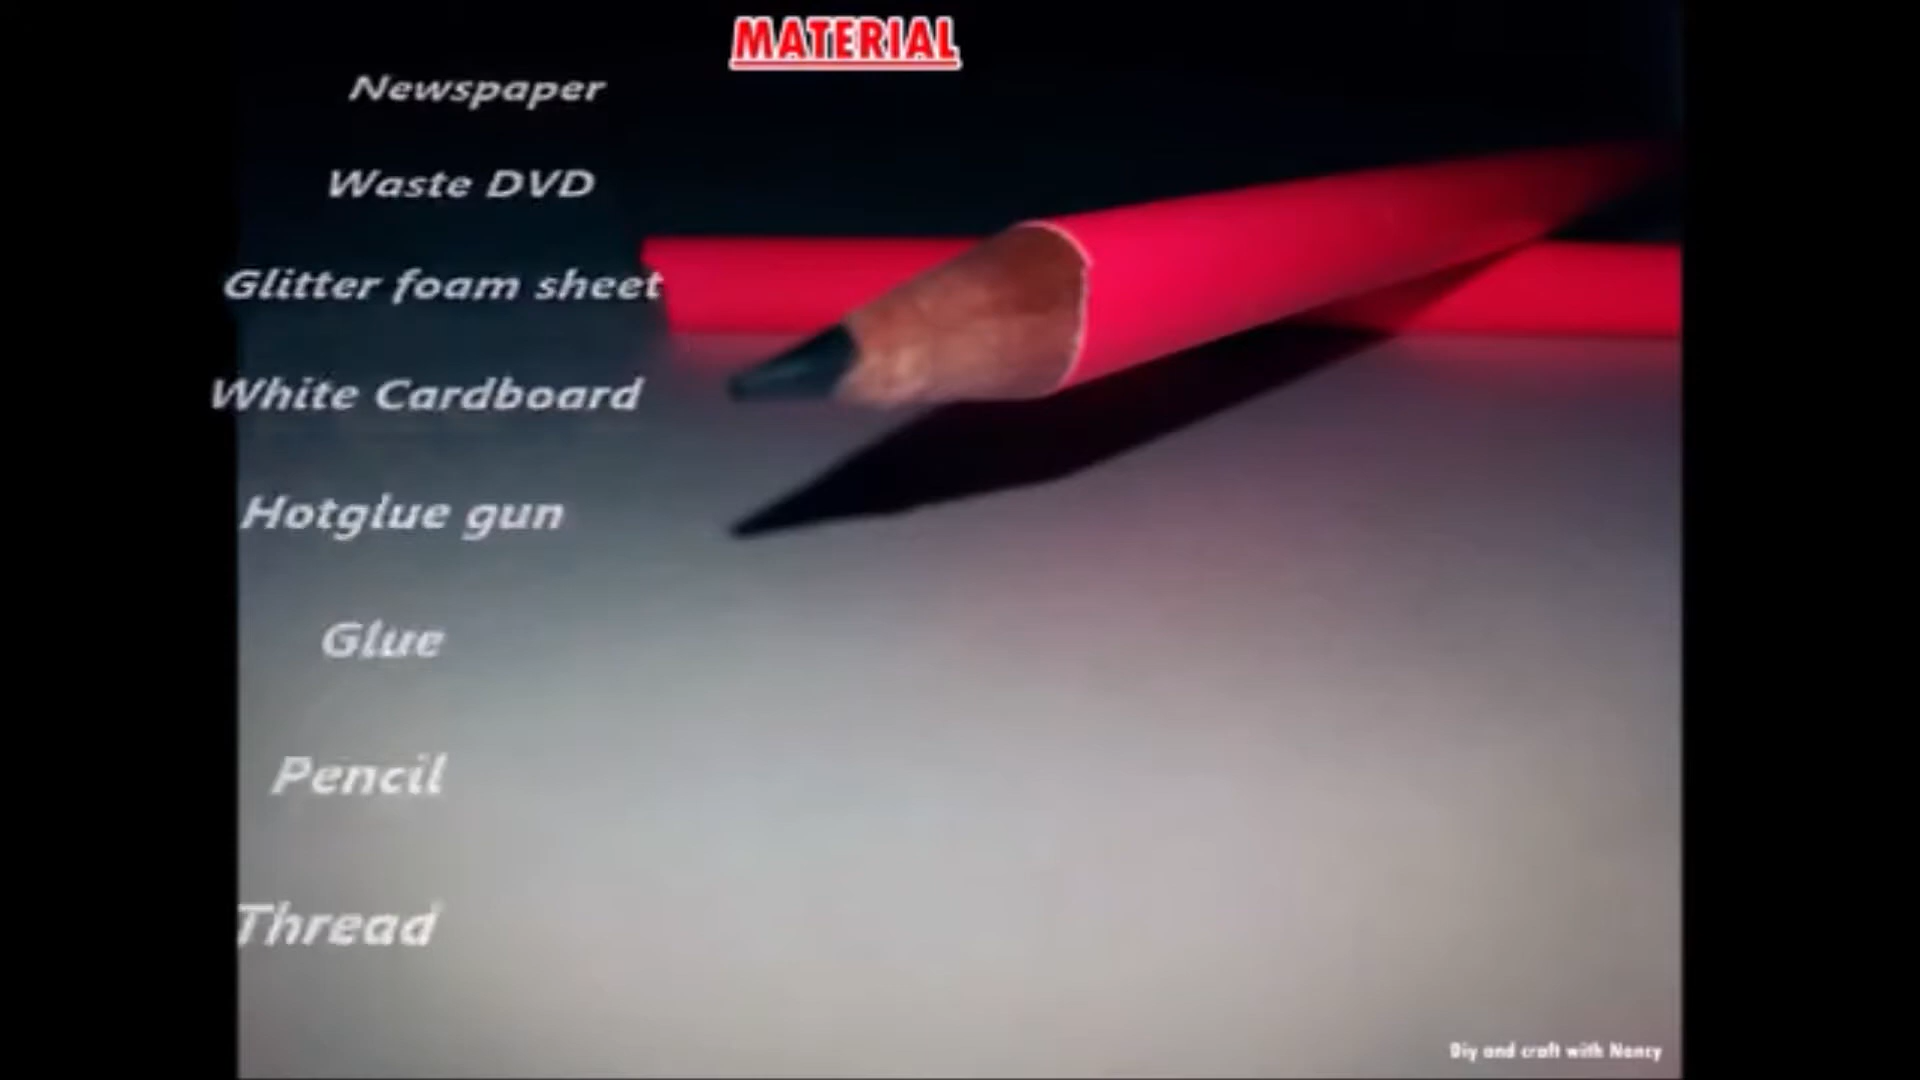 MATERIAL
Newspaper
Waste DVD
Glitter foam sheet
White Cardboard
Hotglue gun
Glue
Pencil
Thread
Diy and craft with Nancy